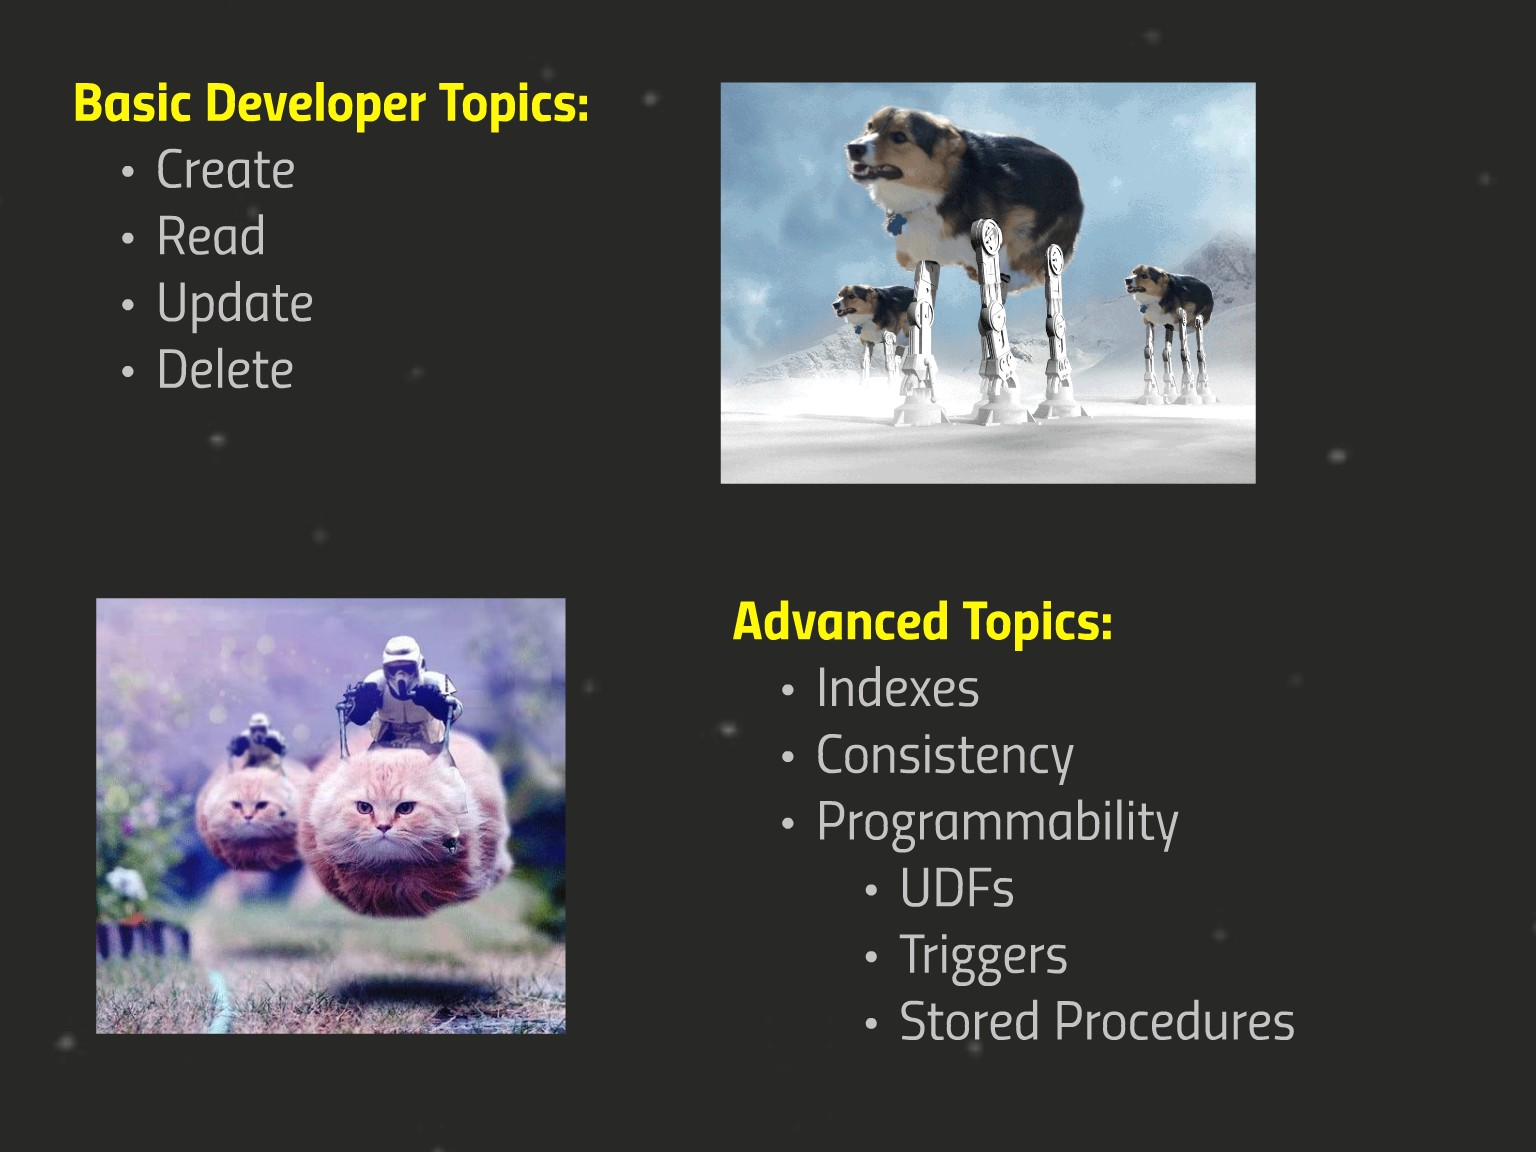 Basic Developer Topics:
• Create
• Read
• Update
• Delete
Advanced Topics:
• Indexes
• Consistency
• Programmability
• UDFs
• Triggers
• Stored Procedures